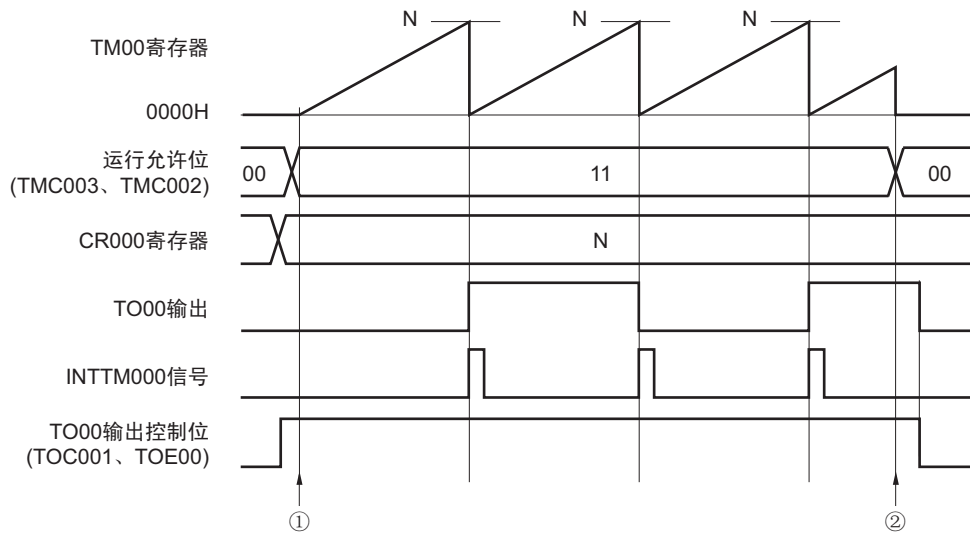 N N N
TM00寄存器
0000H
运行允许位
(TMC003、TMC002)
00 11 00
CR000寄存器
N
TO00输出
INTTM000信号
TO00输出控制位
(TOC001、TOE00)
① ②